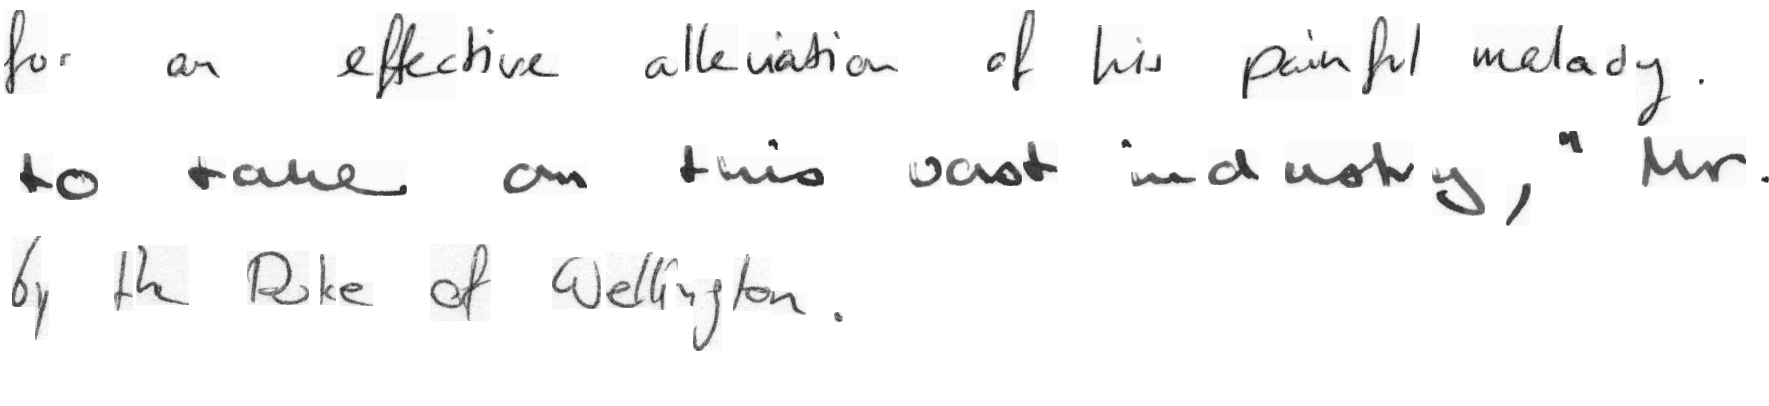 for an effective alleviation of his painful malady.
to take on this vast industry," Mr.
by the Duke of Wellington.